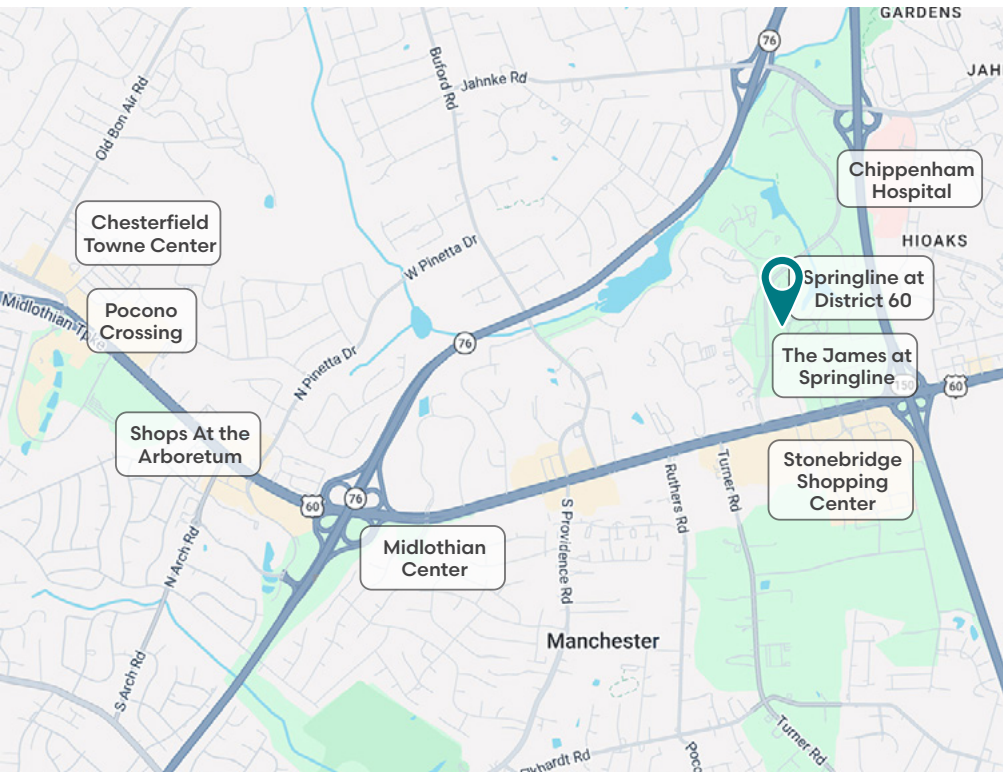 GARDENS
76
Buford Rd
Jahnke Rd
JAH
Old Bon Air Rd
Chippenham
Hospital
Chesterfield
Towne Center
HIOAKS
W Pinetta Dr
Springline at
District 60
Pocono
Crossing
Midlothian Tpke
76
N Pinetta Dr
The James at
Springline
150
60
Shops At the
Arboretum
Stonebridge
Shopping
Center
Ruthers Rd
Turner Rd
60
76
S Providence Rd
Midlothian
Center
N Arch Rd
Manchester
S Arch Rd
Turner Rd
Poco
khardt Rd